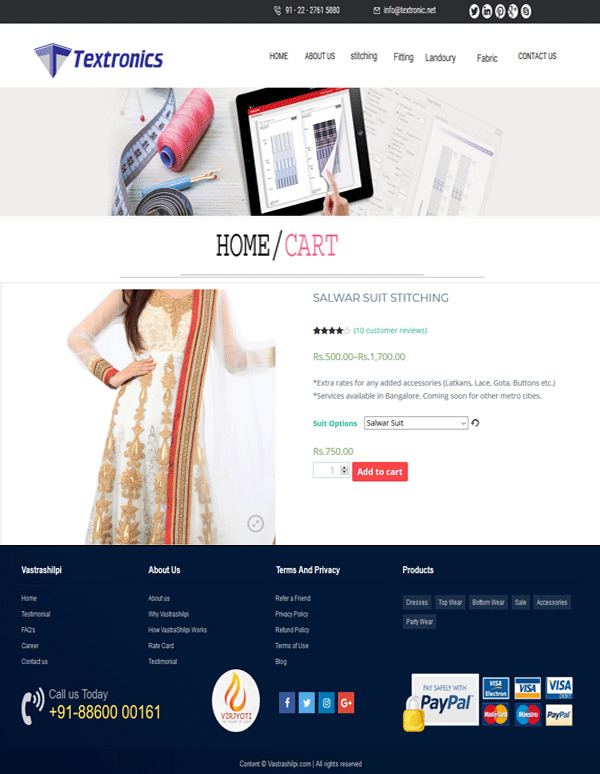 91 - 22 - 2761 5880 info@textronic.net
Textronics
HOME ABOUT US stitching Fitting Landoury Fabric CONTACT US
HOME/CART
SALWAR SUIT STITCHING
(10 customer reviews)
Rs.500.00–Rs.1,700.00
*Extra rates for any added accessories (Latkans, Lace, Gota, Buttons etc.)
*Services available in Bangalore. Coming soon for other metro cities.
Suit Options Salwar Suit
Rs.750.00
1 Add to cart
Vastrashilpi About Us Terms And Privacy Products
Home About us Refer a Friend Dresses Top Wear Bottom Wear Sale Accessories
Testimonial Why Vastrashilpi Privacy Policy Party Wear
FAQ's How VastraShilpi Works Refund Policy
Career Rate Card Terms of Use
Contact us Testimonial Blog
Call us Today
+91-88600 00161
VIRJYOTI
PAY SAFELY WITH
PayPal
VISA Electron VISA VISA DEBIT
MasterCard Maestro PayPal
Content © Vastrashilpi.com | All rights reserved